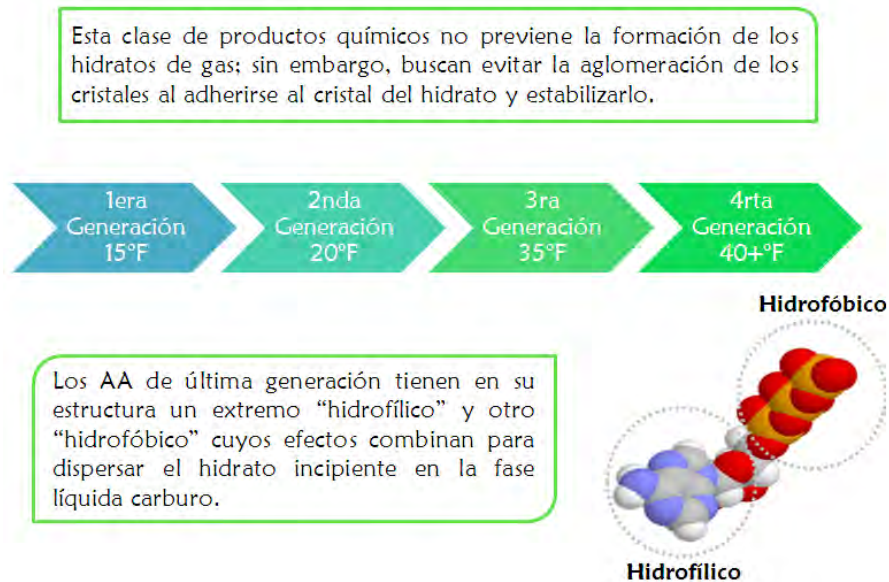 Esta clase de productos químicos no previene la formación de los
hidratos de gas; sin embargo, buscan evitar la aglomeración de los
cristales al adherirse al cristal del hidrato y estabilizarlo.
1era
Generación
15°F
2nda
Generación
20°F
3ra
Generación
35°F
4rta
Generación
40+°F
Hidrofóbico
Los AA de última generación tienen en su
estructura un extremo “hidrofílico” y otro
“hidrofóbico” cuyos efectos combinan para
dispersar el hidrato incipiente en la fase
líquida carburo.
Hidrofílico